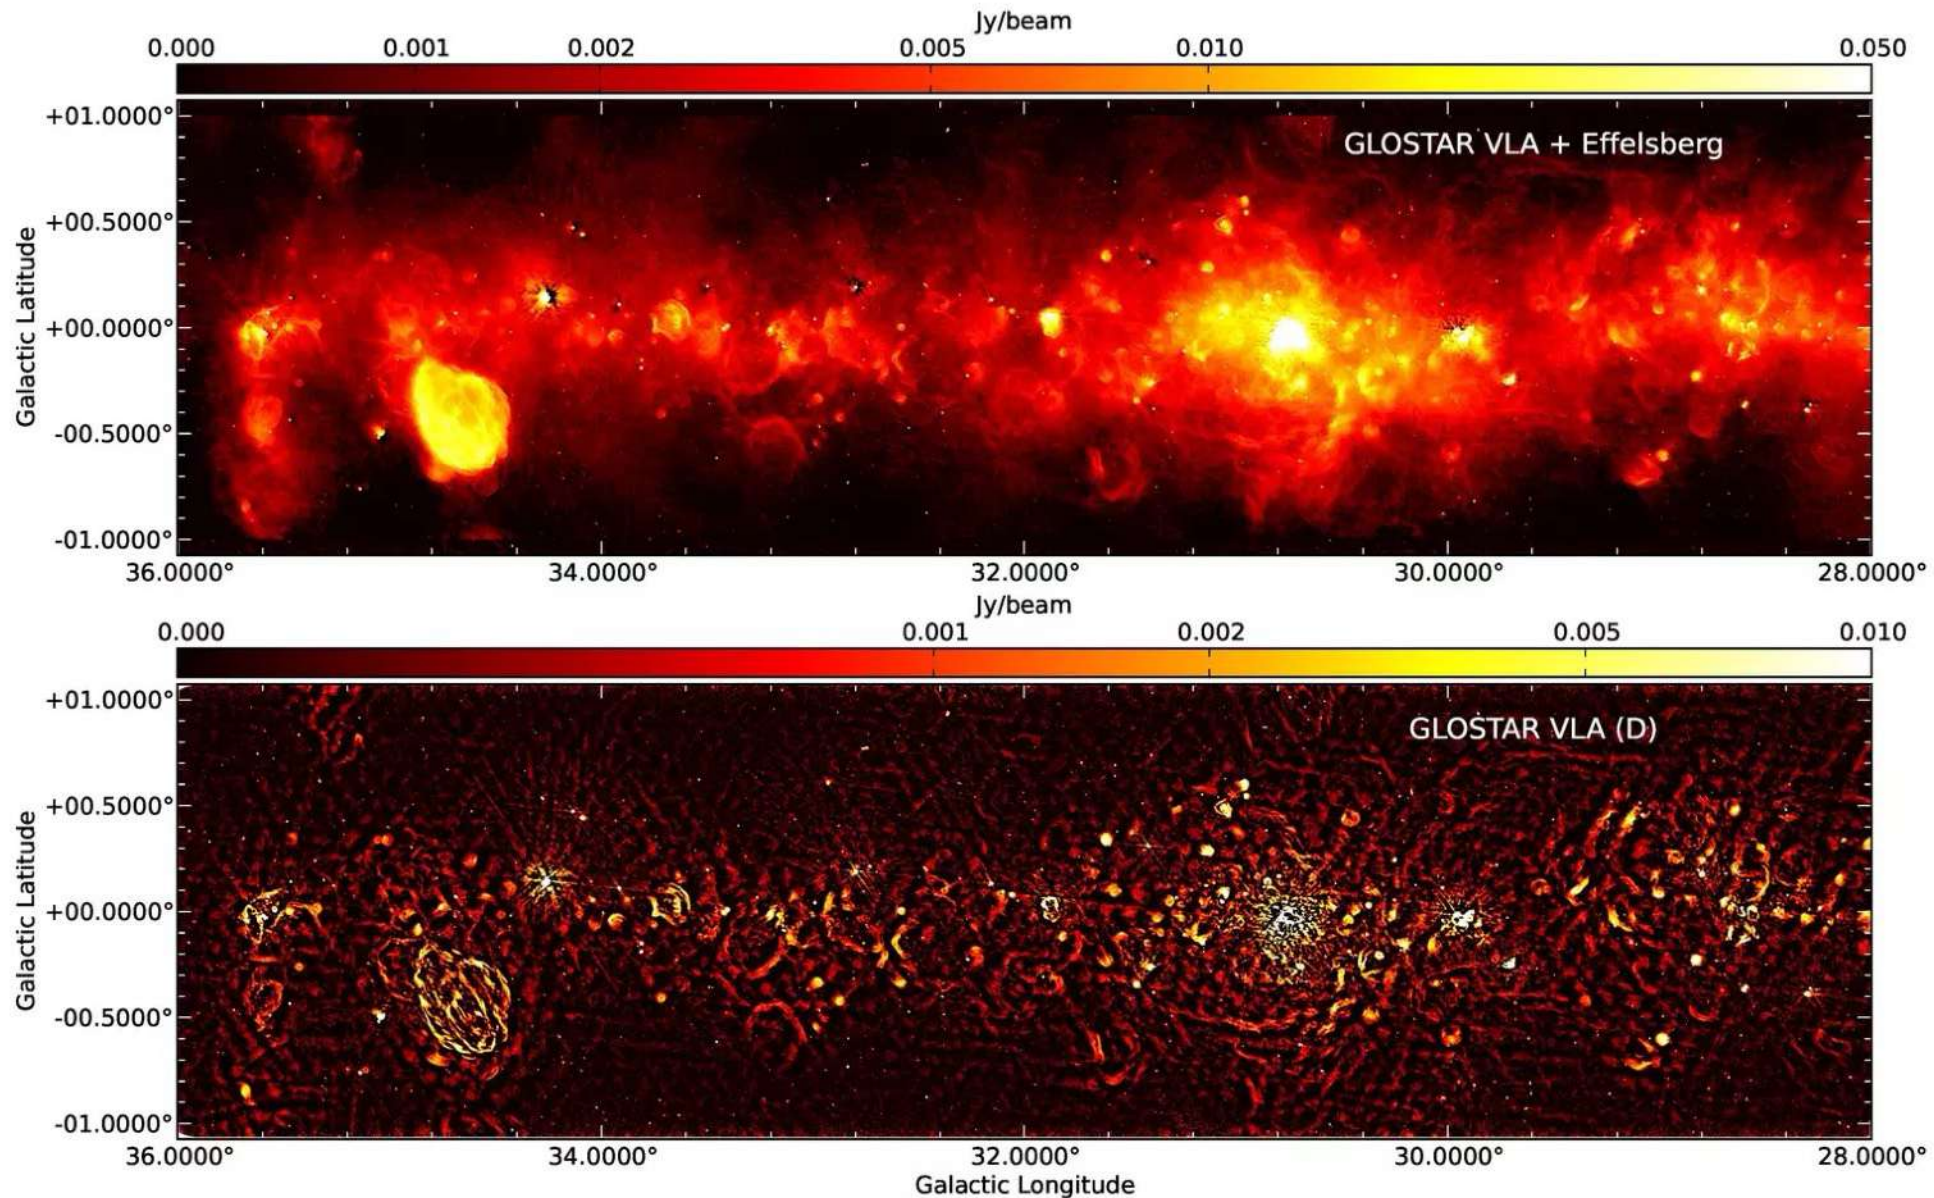 Jy/beam
0.000 0.001 0.002 0.005 0.010 0.050
GLOSTAR VLA + Effelsberg
+01.0000°
+00.5000°
+00.0000°
-00.5000°
-01.0000°
Galactic Latitude
36.0000° 34.0000° 32.0000° 30.0000° 28.0000°
Jy/beam
0.000 0.001 0.002 0.005 0.010
GLOSTAR VLA (D)
+01.0000°
+00.5000°
+00.0000°
-00.5000°
-01.0000°
Galactic Latitude
36.0000° 34.0000° 32.0000° 30.0000° 28.0000°
Galactic Longitude